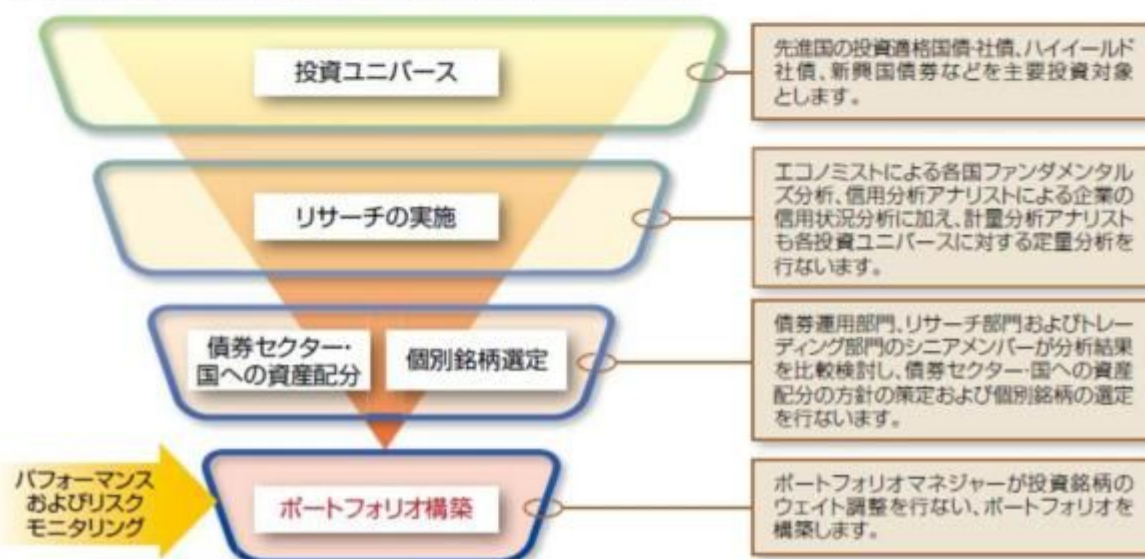 投資ユニバース
先進国の投資適格国債・社債、ハイイールド
社債、新興国債券などを主要投資対象
とします。
リサーチの実施
エコノミストによる各国ファンダメンタル
ズ分析、信用分析アナリストによる企業の
信用状況分析に加え、計量分析アナリスト
も各投資ユニバースに対する定量分析を
行ないます。
債券セクター・
国への資産配分
個別銘柄選定
債券運用部門、リサーチ部門およびトレー
ディング部門のシニアメンバーが分析結果
を比較検討し、債券セクター・国への資産
配分の方針の策定および個別銘柄の選定
を行ないます。
パフォーマンス
およびリスク
モニタリング
ポートフォリオ構築
ポートフォリオマネジャーが投資銘柄の
ウェイト調整を行ない、ポートフォリオを
構築します。